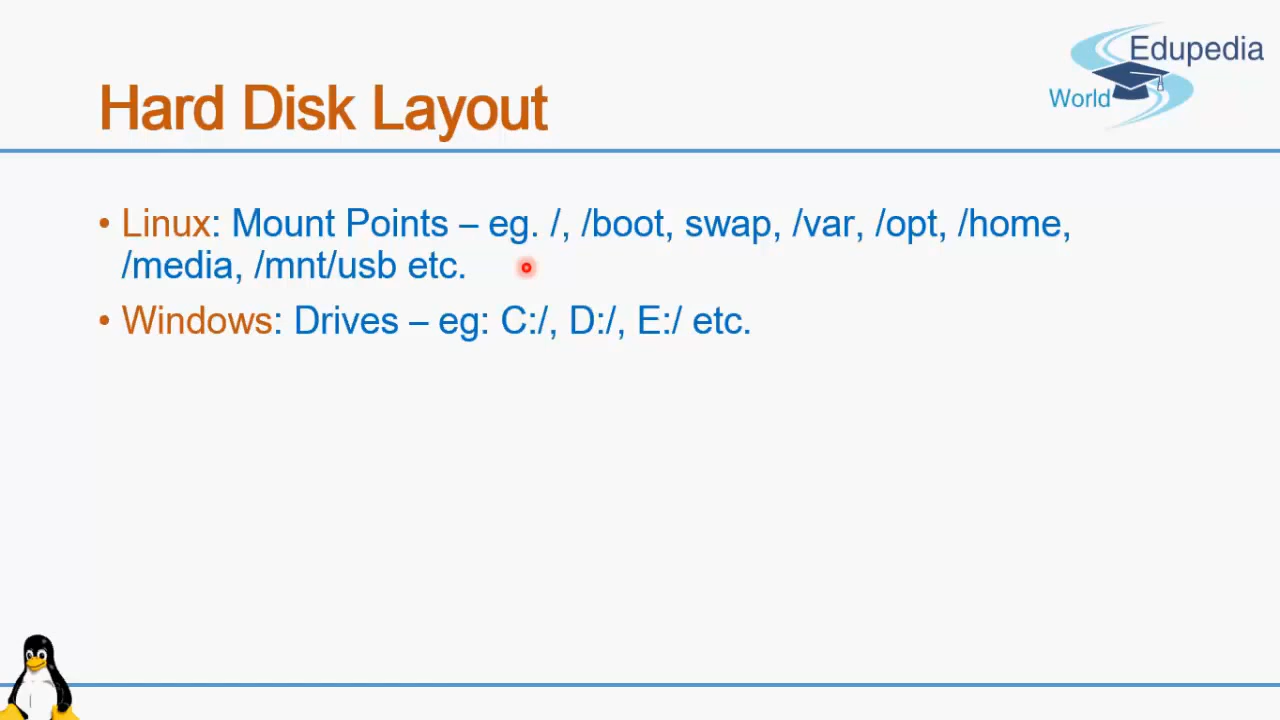 Edupedia
World
Hard Disk Layout
• Linux: Mount Points – eg. /, /boot, swap, /var, /opt, /home,
/media, /mnt/usb etc.
• Windows: Drives – eg: C:/, D:/, E:/ etc.